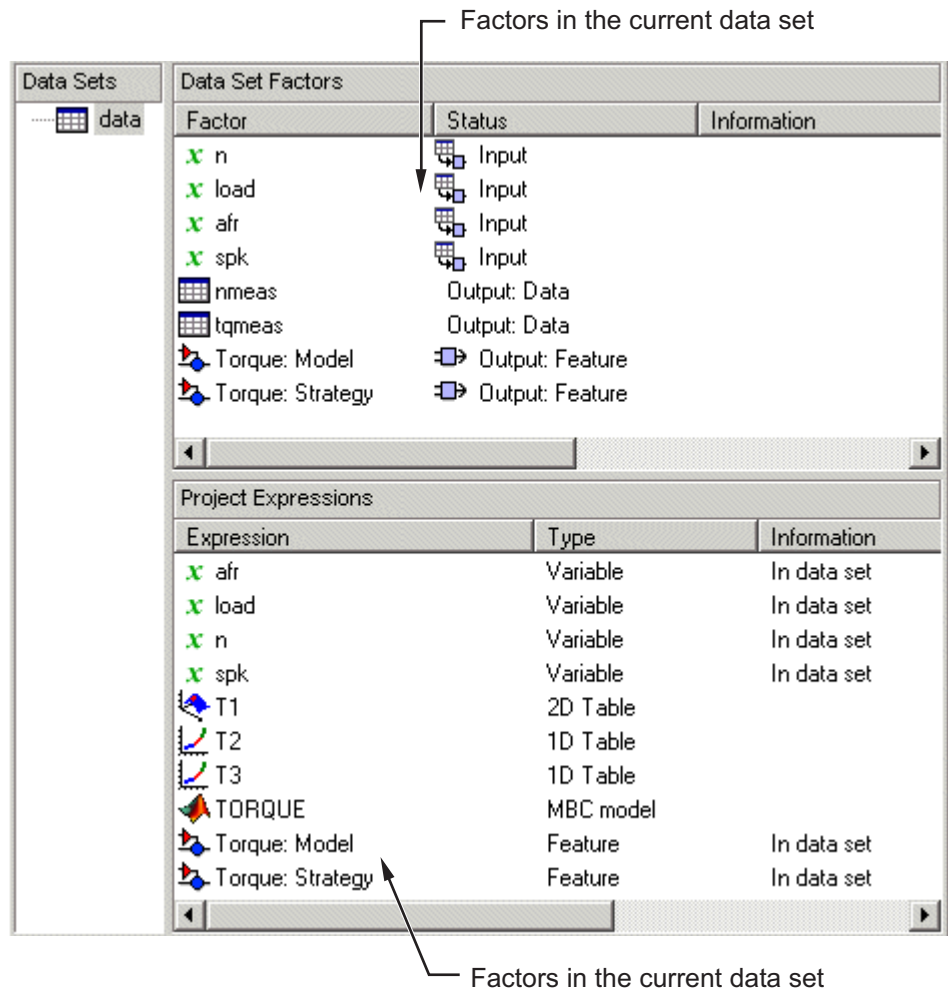 Factors in the current data set
Data Sets
data
Data Set Factors
Factor Status Information
x n Input
x load Input
x afr Input
x spk Input
nmeas Output: Data
tqmeas Output: Data
Torque: Model Output: Feature
Torque: Strategy Output: Feature
Project Expressions
Expression Type Information
x afr Variable In data set
x load Variable In data set
x n Variable In data set
x spk Variable In data set
T1 2D Table
T2 1D Table
T3 1D Table
TORQUE MBC model
Torque: Model Feature In data set
Torque: Strategy Feature In data set
Factors in the current data set